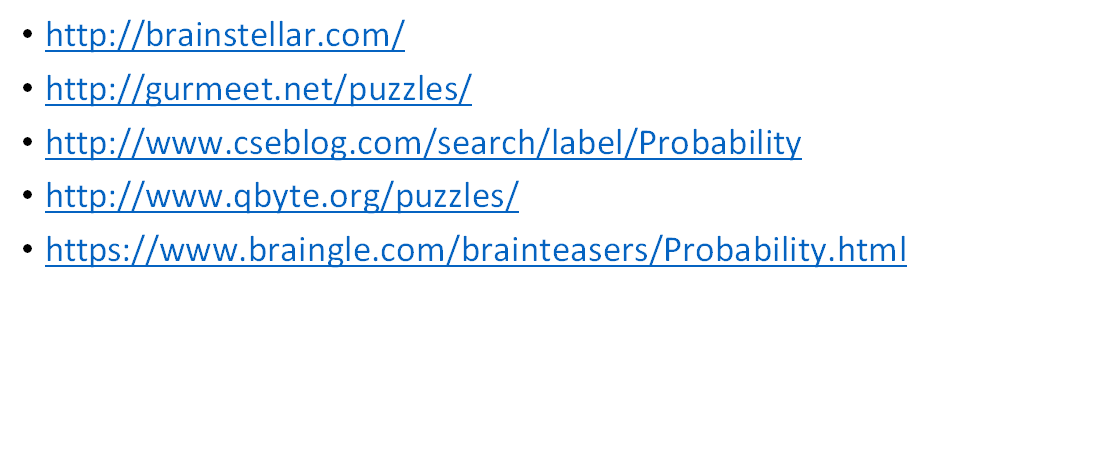 • http://brainstellar.com/
• http://gurmeet.net/puzzles/
• http://www.cseblog.com/search/label/Probability
• http://www.qbyte.org/puzzles/
• https://www.braingle.com/brainteasers/Probability.html